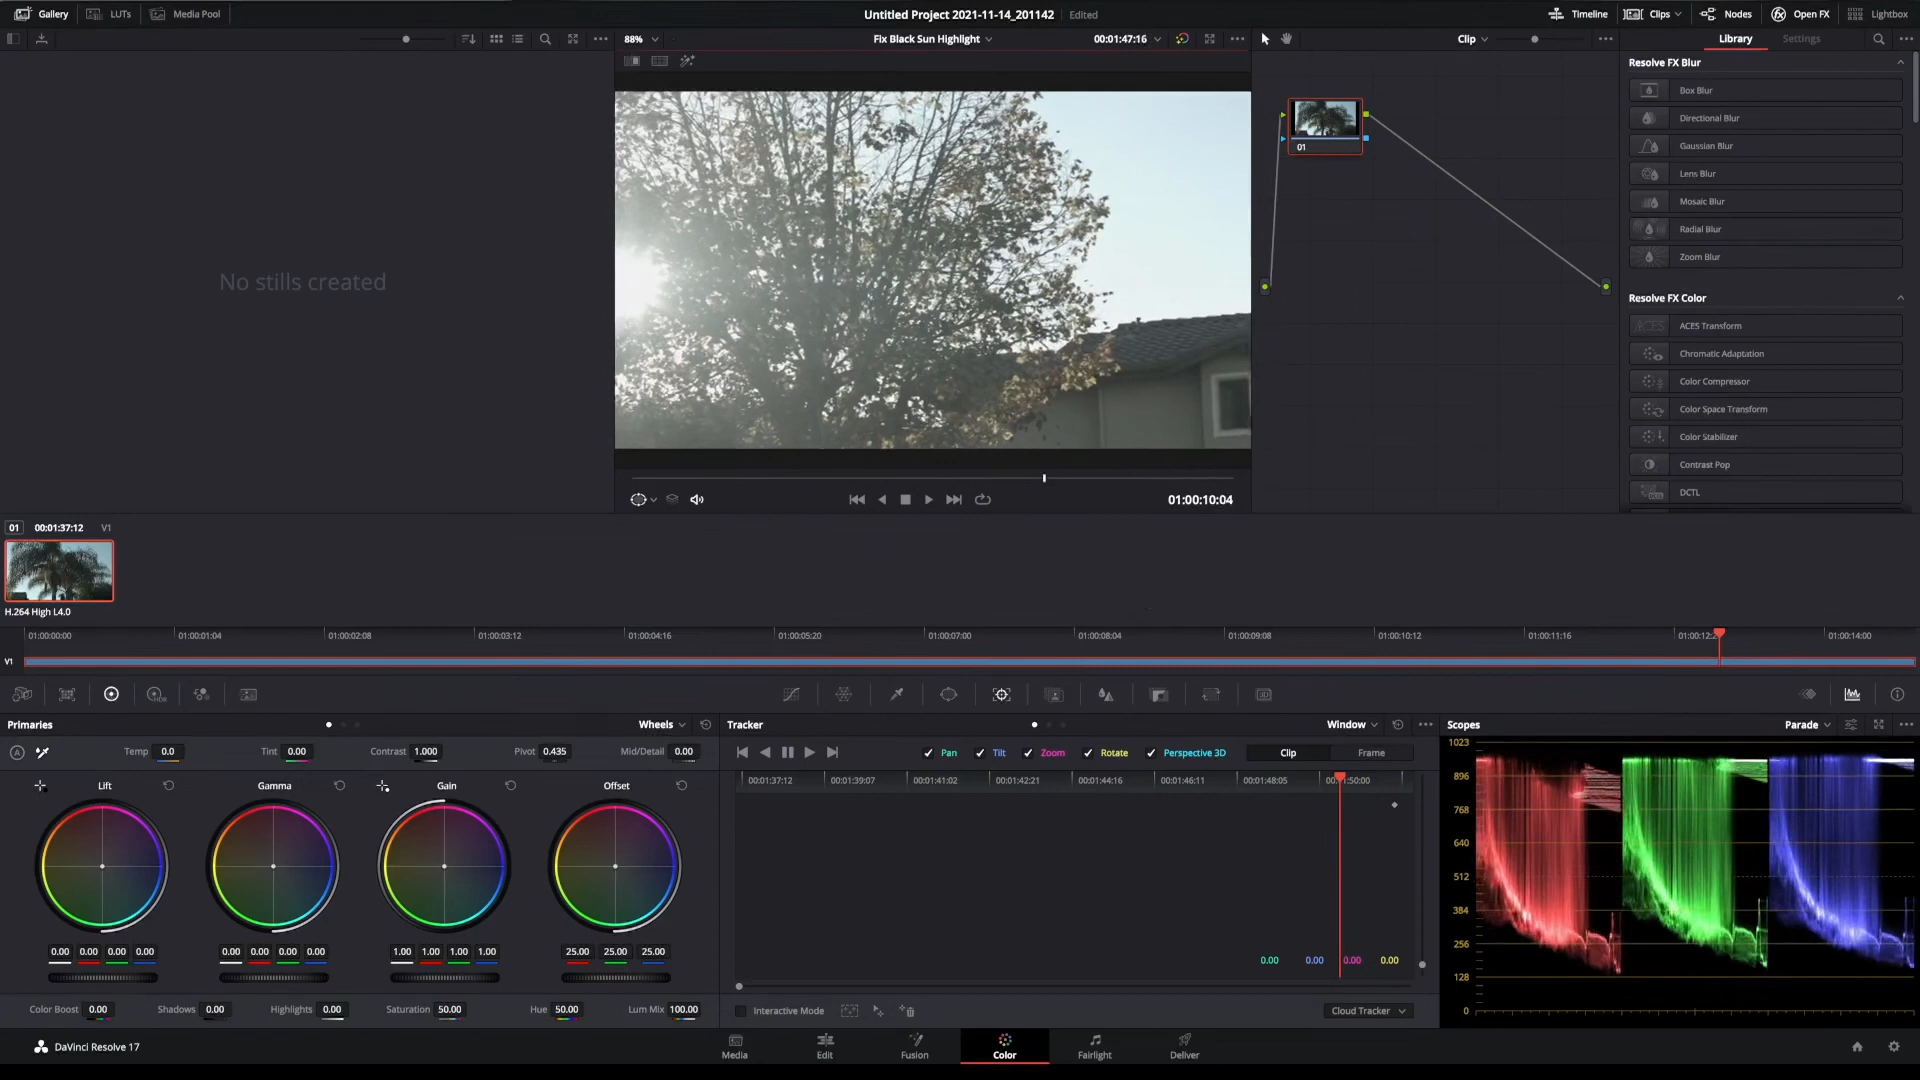 Gallery LUTs Media Pool Untitled Project 2021-11-14_201142 Edited Timeline Clips Nodes Open FX Lightbox
88% Fix Black Sun Highlight 00:01:47:16 Clip Library Settings
Resolve FX Blur
Box Blur
Directional Blur
Gaussian Blur
Lens Blur
Mosaic Blur
Radial Blur
Zoom Blur
01
No stills created
Resolve FX Color
ACES Transform
Chromatic Adaptation
Color Compressor
Color Space Transform
Color Stabilizer
Contrast Pop
DCTL
01:00:10:04
01 00:01:37:12 V1
H.264 High L4.0
01:00:00:00 01:00:01:04 01:00:02:08 01:00:03:12 01:00:04:16 01:00:05:20 01:00:07:00 01:00:08:04 01:00:09:08 01:00:10:12 01:00:11:16 01:00:12:2 01:00:14:00
V1
Primaries Wheels Tracker Window Scopes Parade
Temp 0.0 Tint 0.00 Contrast 1.000 Pivot 0.435 Mid/Detail 0.00 Pan Tilt Zoom Rotate Perspective 3D Clip Frame
Lift Gamma Gain Offset
00:01:37:12 00:01:39:07 00:01:41:02 00:01:42:21 00:01:44:16 00:01:46:11 00:01:48:05 00:01:50:00
1023
896
768
640
512
384
256
128
0
0.00 0.00 0.00 0.00 0.00 0.00 0.00 0.00 1.00 1.00 1.00 1.00 25.00 25.00 25.00
0.00 0.00 0.00 0.00
Color Boost 0.00 Shadows 0.00 Highlights 0.00 Saturation 50.00 Hue 50.00 Lum Mix 100.00 Interactive Mode Cloud Tracker
DaVinci Resolve 17 Media Edit Fusion Color Fairlight Deliver